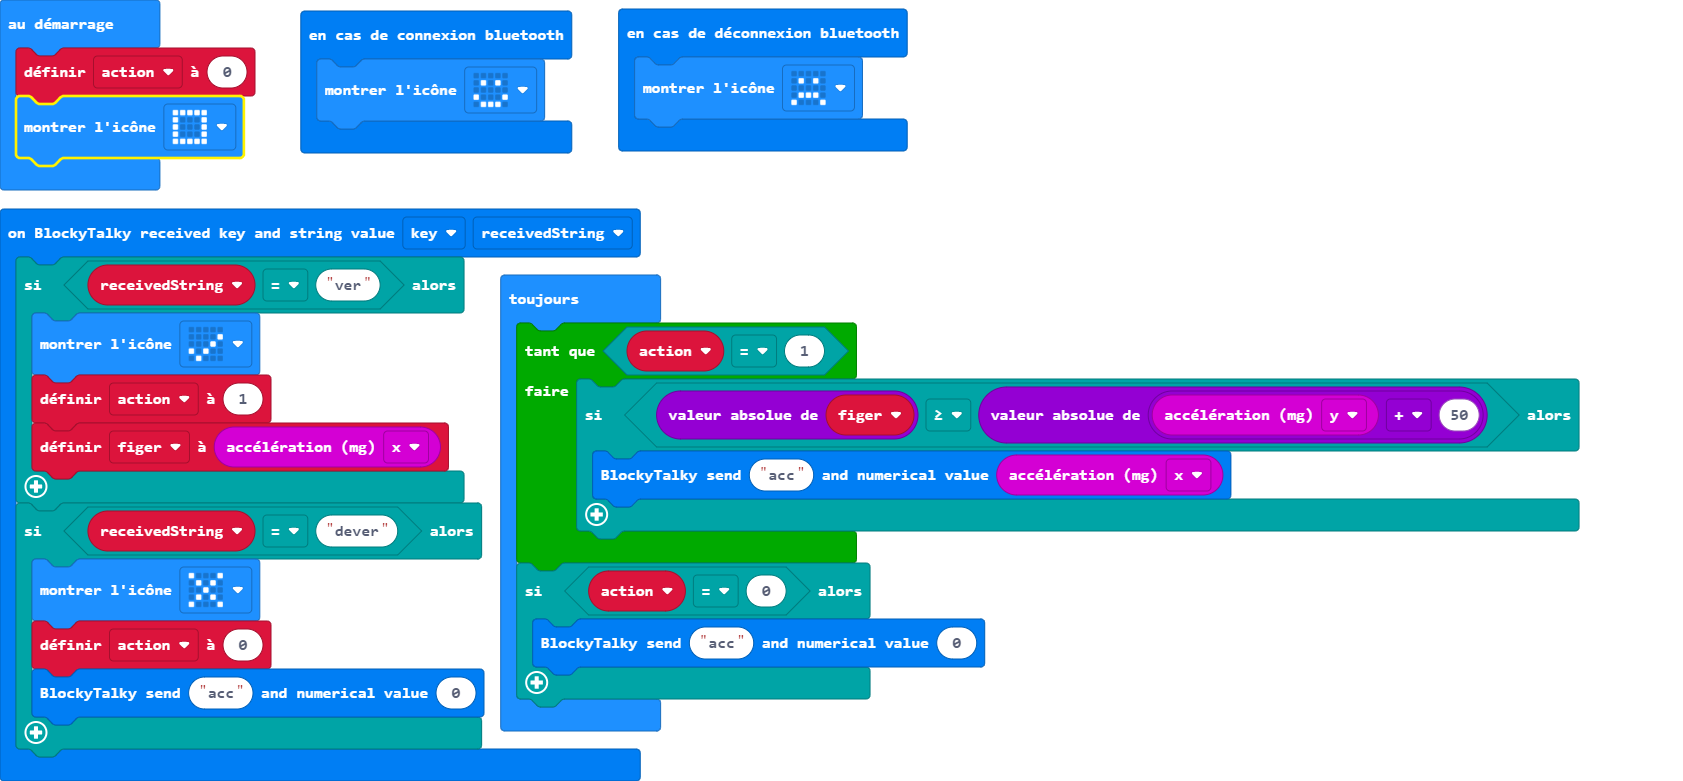 au démarrage
définir action à 0
montrer l'icône
en cas de connexion bluetooth
montrer l'icône
en cas de déconnexion bluetooth
montrer l'icône
on BlockyTalky received key and string value key receivedString
si receivedString = "ver" alors
montrer l'icône
définir action à 1
définir figer à accélération (mg) x
si receivedString = "dever" alors
montrer l'icône
définir action à 0
BlockyTalky send "acc" and numerical value 0
toujours
tant que action = 1
faire
si valeur absolue de figer ≥ valeur absolue de accélération (mg) y + 50 alors
BlockyTalky send "acc" and numerical value accélération (mg) x
si action = 0 alors
BlockyTalky send "acc" and numerical value 0